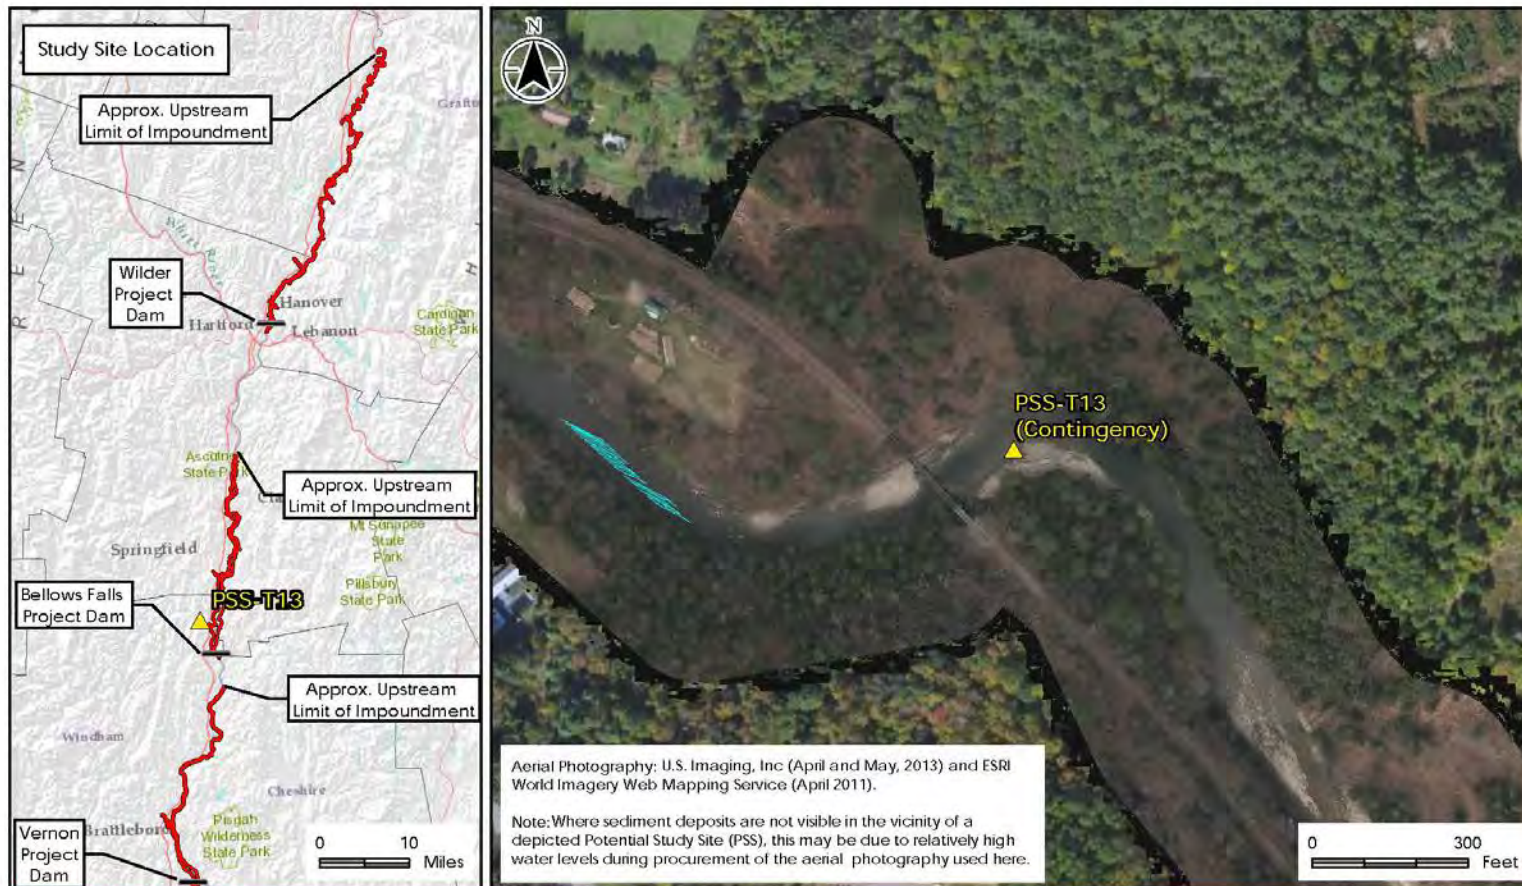 Study Site Location
Approx. Upstream
Limit of Impoundment
Wilder
Project
Dam
Hanover
Hartford
Lebanon
Cardigan
State Park
White River
State Park
Approx. Upstream
Limit of Impoundment
Mt Sunapee
State
Park
Springfield
Pillsbury
State Park
Bellows Falls
Project Dam
PSS-T13
Approx. Upstream
Limit of Impoundment
Windham
Cheshire
Brattleboro
Pisgah
Wilderness
State Park
Vernon
Project
Dam
0 10
Miles
N
PSS-T13
(Contingency)
Aerial Photography: U.S. Imaging, Inc (April and May, 2013) and ESRI
World Imagery Web Mapping Service (April 2011).
Note: Where sediment deposits are not visible in the vicinity of a
depicted Potential Study Site (PSS), this may be due to relatively high
water levels during procurement of the aerial photography used here.
0 300
Feet